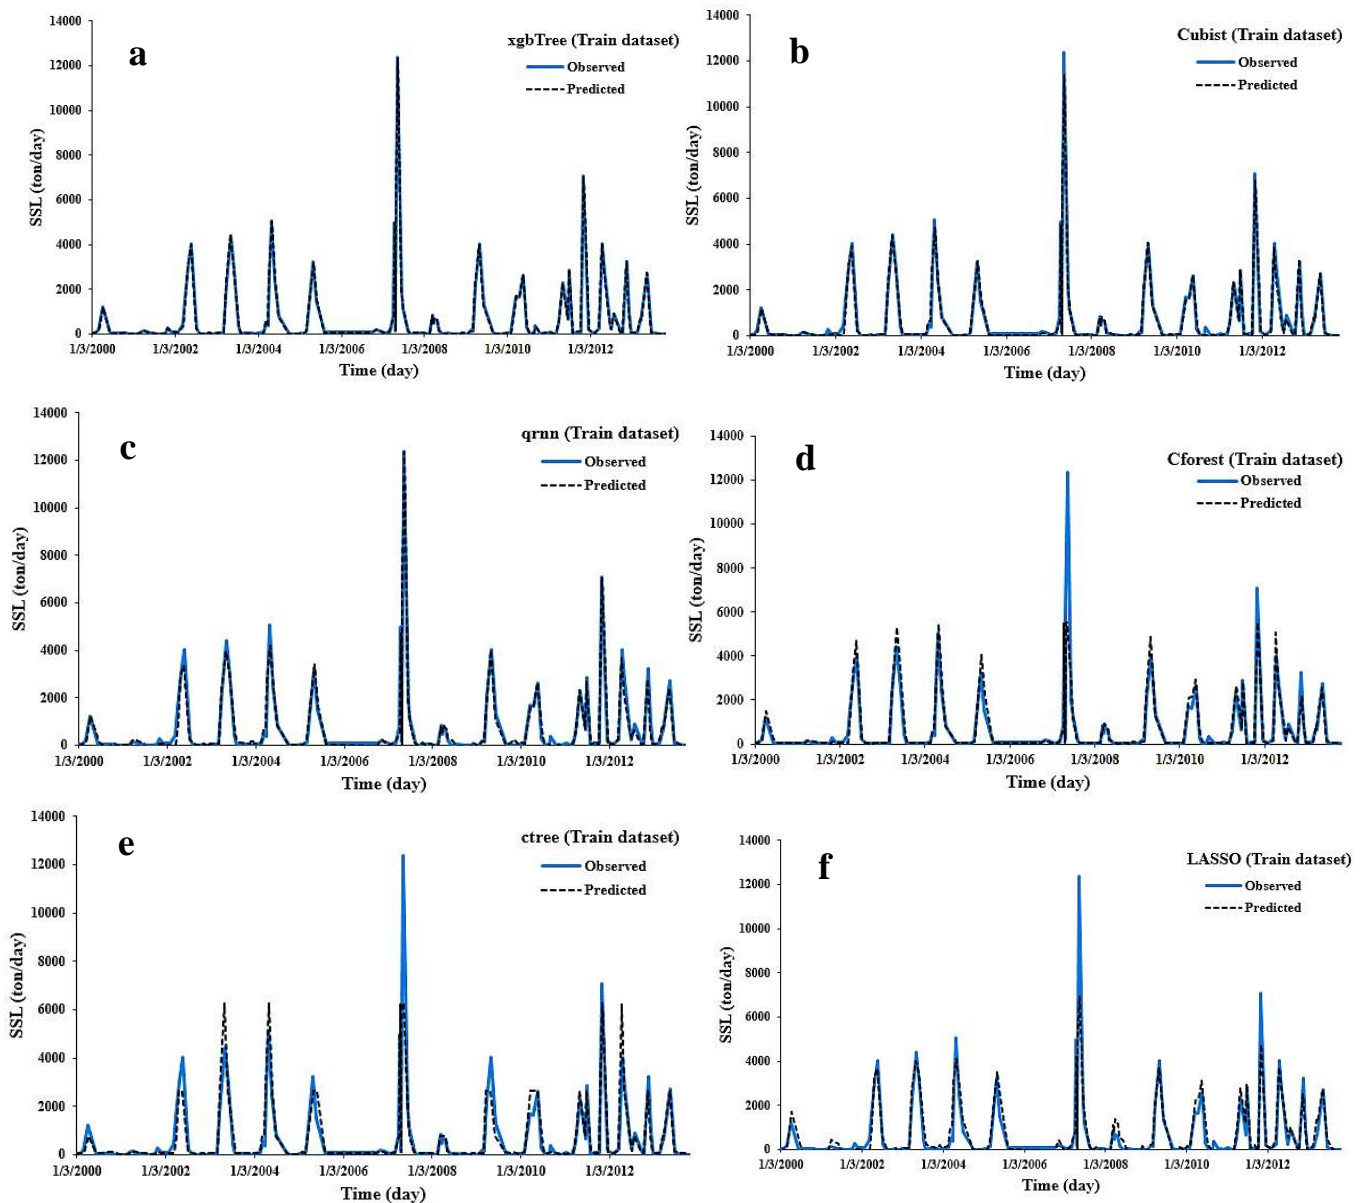 a
xgbTree (Train dataset)
Observed
Predicted
14000
12000
10000
8000
6000
4000
2000
0
SSL (ton/day)
1/3/2000 1/3/2002 1/3/2004 1/3/2006 1/3/2008 1/3/2010 1/3/2012
Time (day)
b
Cubist (Train dataset)
Observed
Predicted
14000
12000
10000
8000
6000
4000
2000
0
SSL (ton/day)
1/3/2000 1/3/2002 1/3/2004 1/3/2006 1/3/2008 1/3/2010 1/3/2012
Time (day)
c
qrnn (Train dataset)
Observed
Predicted
14000
12000
10000
8000
6000
4000
2000
0
SSL (ton/day)
1/3/2000 1/3/2002 1/3/2004 1/3/2006 1/3/2008 1/3/2010 1/3/2012
Time (day)
d
Cforest (Train dataset)
Observed
Predicted
14000
12000
10000
8000
6000
4000
2000
0
SSL (ton/day)
1/3/2000 1/3/2002 1/3/2004 1/3/2006 1/3/2008 1/3/2010 1/3/2012
Time (day)
e
ctree (Train dataset)
Observed
Predicted
14000
12000
10000
8000
6000
4000
2000
0
SSL (ton/day)
1/3/2000 1/3/2002 1/3/2004 1/3/2006 1/3/2008 1/3/2010 1/3/2012
Time (day)
f
LASSO (Train dataset)
Observed
Predicted
14000
12000
10000
8000
6000
4000
2000
0
SSL (ton/day)
1/3/2000 1/3/2002 1/3/2004 1/3/2006 1/3/2008 1/3/2010 1/3/2012
Time (day)